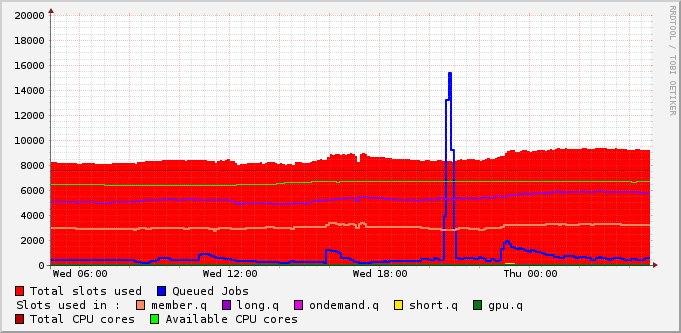 RRDTOOL / TOBI OETIKER
20000
18000
16000
14000
12000
10000
8000
6000
4000
2000
0
Wed 06:00 Wed 12:00 Wed 18:00 Thu 00:00
Total slots used Queued Jobs
Slots used in : member.q long.q ondemand.q short.q gpu.q
Total CPU cores Available CPU cores